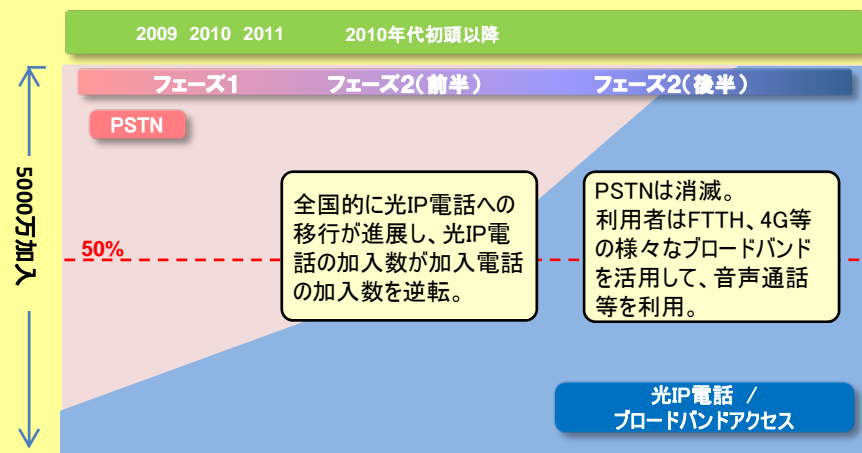 2009 2010 2011 2010年代初頭以降
フェーズ1 フェーズ2(前半) フェーズ2(後半)
PSTN
5000万加入
全国的に光IP電話への
移行が進展し、光IP電
話の加入数が加入電話
の加入数を逆転。
PSTNは消滅。
利用者はFTTH、4G等
の様々なブロードバンド
を活用して、音声通話
等を利用。
50%
光IP電話 /
ブロードバンドアクセス